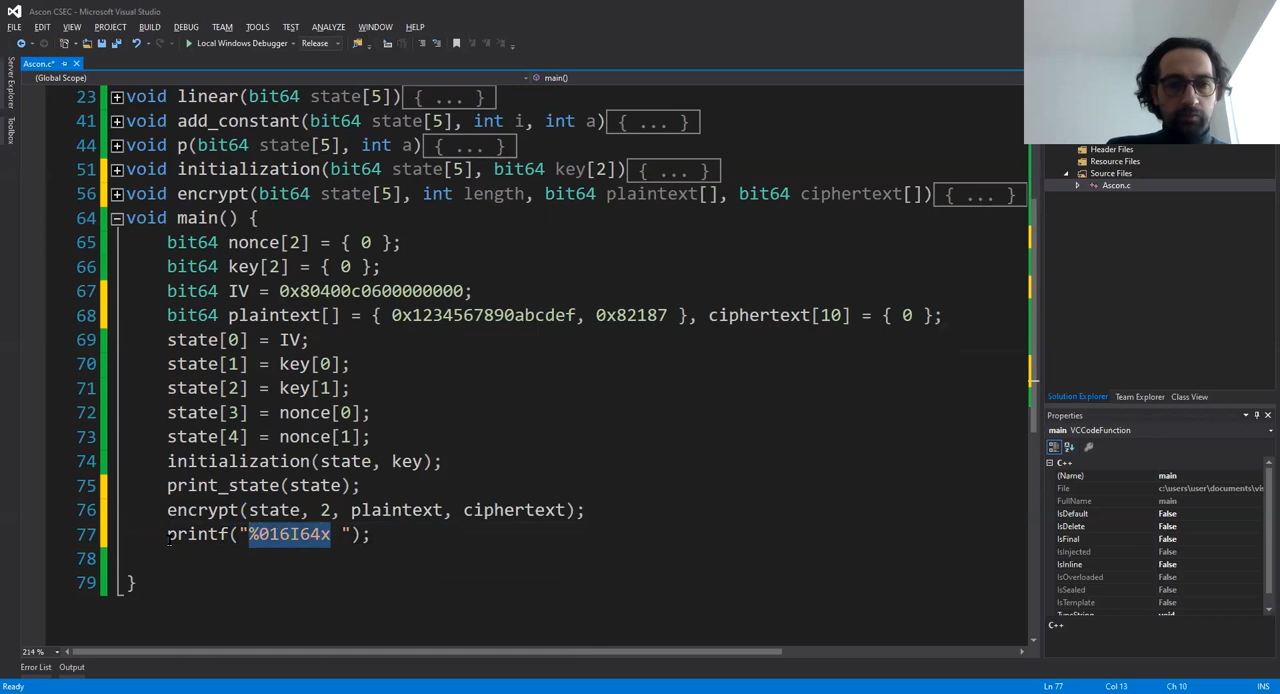 Ascon CSEC - Microsoft Visual Studio
FILE EDIT VIEW PROJECT BUILD DEBUG TEAM TOOLS TEST ANALYZE WINDOW HELP
Local Windows Debugger Release
Ascon.c*
(Global Scope) main()
Server Explorer
Toolbox
23 void linear(bit64 state[5]) { ... }
41 void add_constant(bit64 state[5], int i, int a) { ... }
44 void p(bit64 state[5], int a) { ... }
51 void initialization(bit64 state[5], bit64 key[2]) { ... }
56 void encrypt(bit64 state[5], int length, bit64 plaintext[], bit64 ciphertext[]) { ... }
64 void main() {
65 bit64 nonce[2] = { 0 };
66 bit64 key[2] = { 0 };
67 bit64 IV = 0x80400c0600000000;
68 bit64 plaintext[] = { 0x1234567890abcdef, 0x82187 }, ciphertext[10] = { 0 };
69 state[0] = IV;
70 state[1] = key[0];
71 state[2] = key[1];
72 state[3] = nonce[0];
73 state[4] = nonce[1];
74 initialization(state, key);
75 print_state(state);
76 encrypt(state, 2, plaintext, ciphertext);
77 printf("%016I64x ");
78
79 }
214 %
Error List Output
Ready Ln 77 Col 13 Ch 10 INS
Header Files
Resource Files
Source Files
Ascon.c
Solution Explorer Team Explorer Class View
Properties
main VCCodeFunction
C++
(Name) main
File c:\users\user\documents\vis
FullName main
IsDefault False
IsDelete False
IsFinal False
IsInjected False
IsInline False
IsOverloaded False
IsSealed False
IsTemplate False
C++